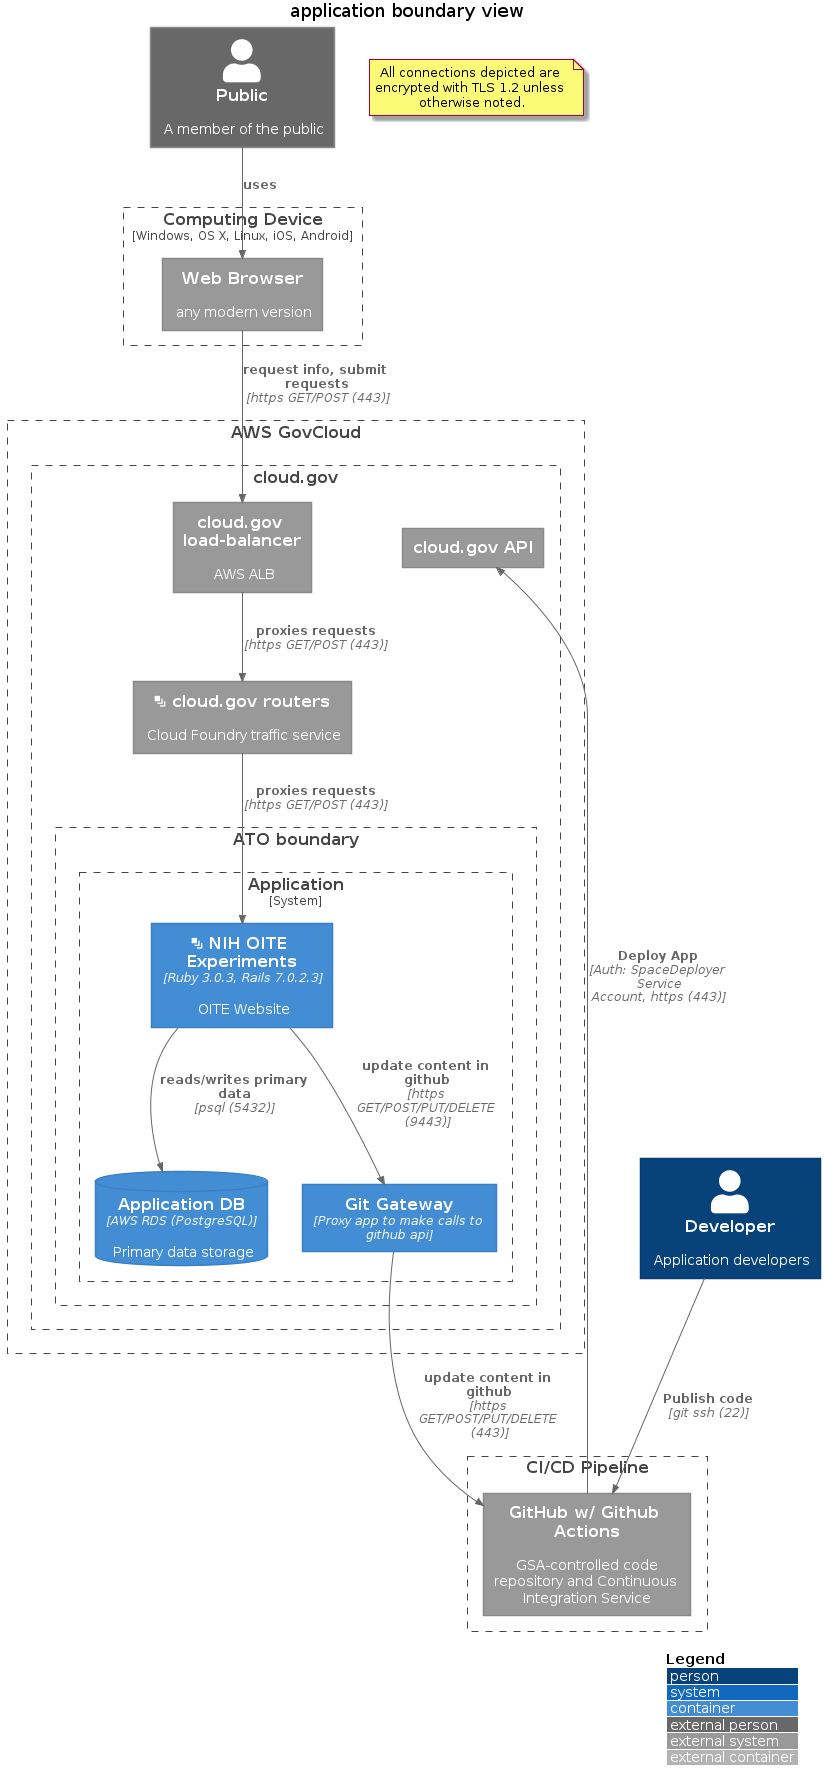 application boundary view
Public
A member of the public
All connections depicted are
encrypted with TLS 1.2 unless
otherwise noted.
uses
Computing Device
[Windows, OS X, Linux, iOS, Android]
Web Browser
any modern version
request info, submit
requests
[https GET/POST (443)]
AWS GovCloud
cloud.gov
cloud.gov
load-balancer
AWS ALB
cloud.gov API
proxies requests
[https GET/POST (443)]
cloud.gov routers
Cloud Foundry traffic service
proxies requests
[https GET/POST (443)]
ATO boundary
Application
[System]
NIH OITE
Experiments
[Ruby 3.0.3, Rails 7.0.2.3]
OITE Website
Deploy App
[Auth: SpaceDeployer
Service
Account, https (443)]
reads/writes primary
data
[psql (5432)]
update content in
github
[https
GET/POST/PUT/DELETE
(9443)]
Application DB
[AWS RDS (PostgreSQL)]
Primary data storage
Git Gateway
[Proxy app to make calls to
github api]
Developer
Application developers
update content in
github
[https
GET/POST/PUT/DELETE
(443)]
Publish code
[git ssh (22)]
CI/CD Pipeline
GitHub w/ Github
Actions
GSA-controlled code
repository and Continuous
Integration Service
Legend
person
system
container
external person
external system
external container